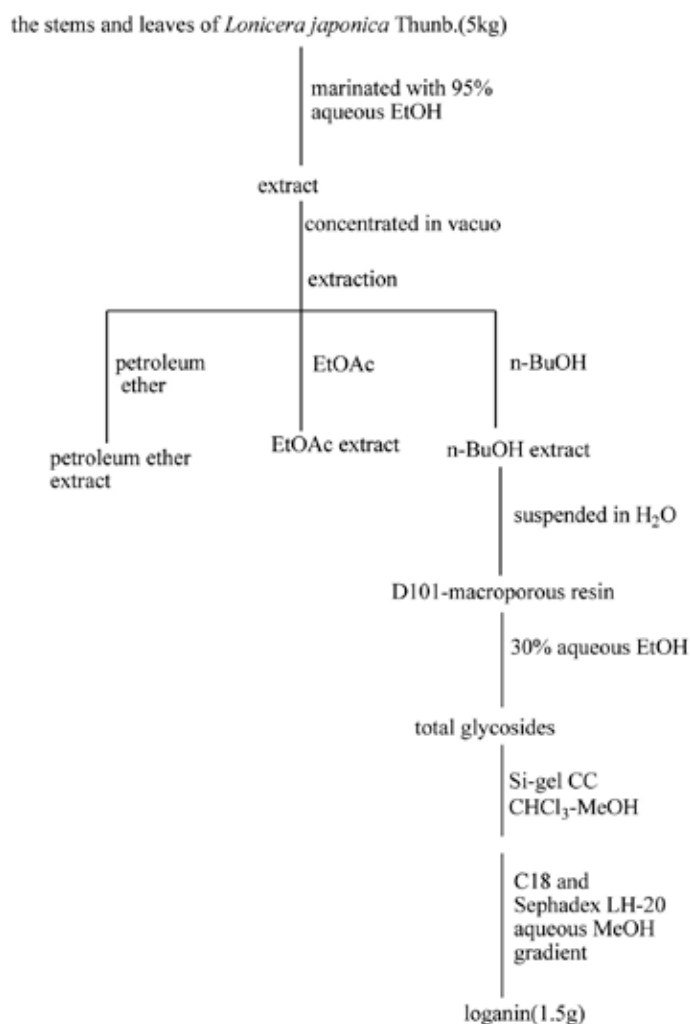 the stems and leaves of Lonicera japonica Thunb.(5kg)
marinated with 95%
aqueous EtOH
extract
concentrated in vacuo
extraction
petroleum
ether
EtOAc
n-BuOH
petroleum ether
extract
EtOAc extract
n-BuOH extract
suspended in H₂O
D101-macroporous resin
30% aqueous EtOH
total glycosides
Si-gel CC
CHCl₃-MeOH
C18 and
Sephadex LH-20
aqueous MeOH
gradient
loganin(1.5g)